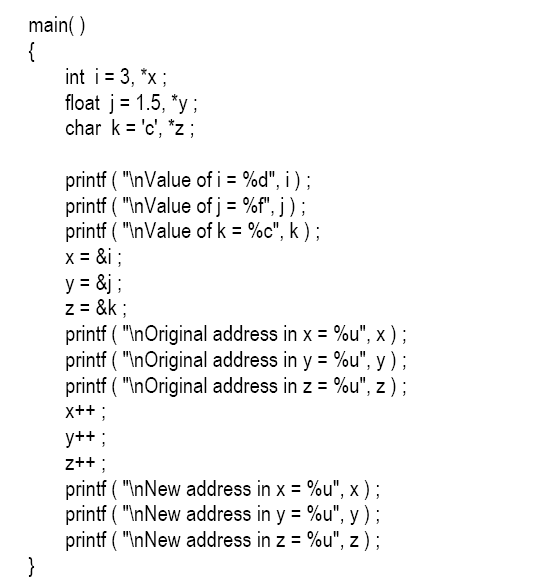 main( )
{
int i = 3, *x ;
float j = 1.5, *y ;
char k = 'c', *z ;
printf ( "\nValue of i = %d", i ) ;
printf ( "\nValue of j = %f", j ) ;
printf ( "\nValue of k = %c", k ) ;
x = &i ;
y = &j ;
z = &k ;
printf ( "\nOriginal address in x = %u", x ) ;
printf ( "\nOriginal address in y = %u", y ) ;
printf ( "\nOriginal address in z = %u", z ) ;
x++ ;
y++ ;
z++ ;
printf ( "\nNew address in x = %u", x ) ;
printf ( "\nNew address in y = %u", y ) ;
printf ( "\nNew address in z = %u", z ) ;
}